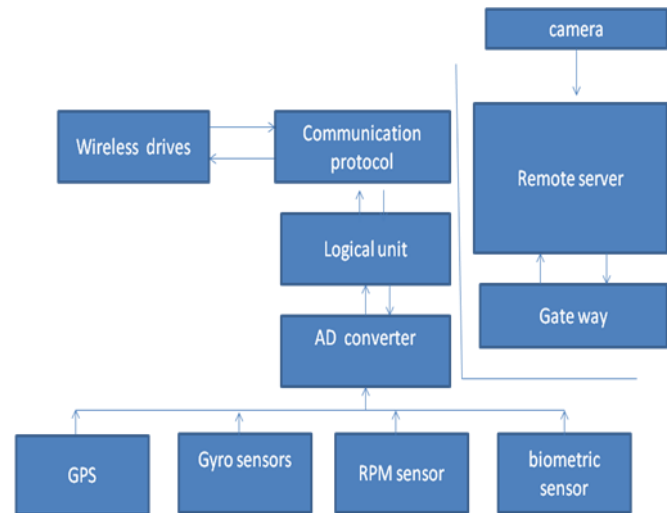 camera
Wireless drives
Communication
protocol
Remote server
Logical unit
Gate way
AD converter
GPS
Gyro sensors
RPM sensor
biometric
sensor